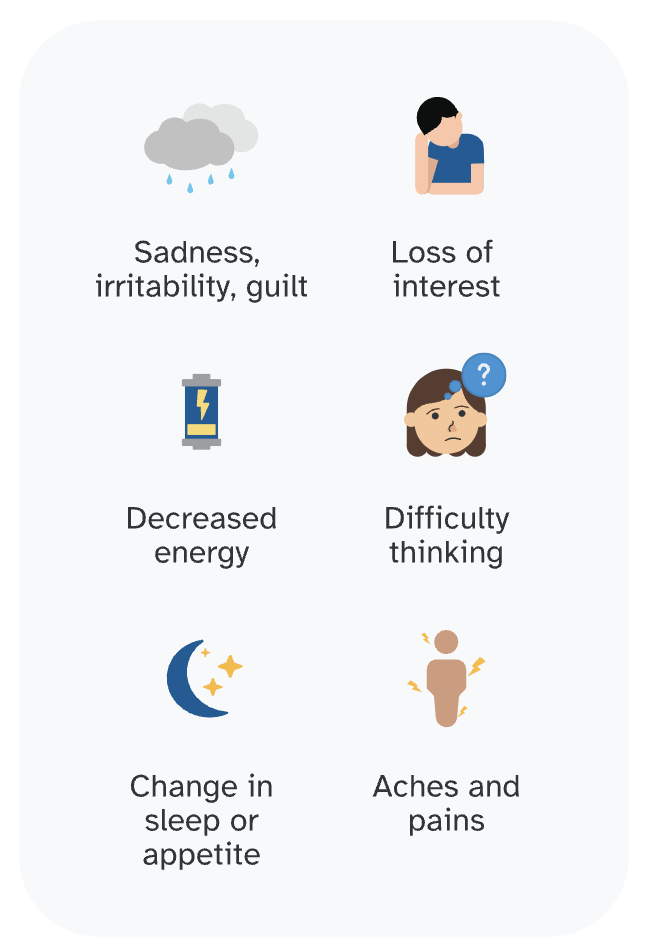 Sadness,
irritability, guilt
Loss of
interest
?
Decreased
energy
Difficulty
thinking
Change in
sleep or
appetite
Aches and
pains